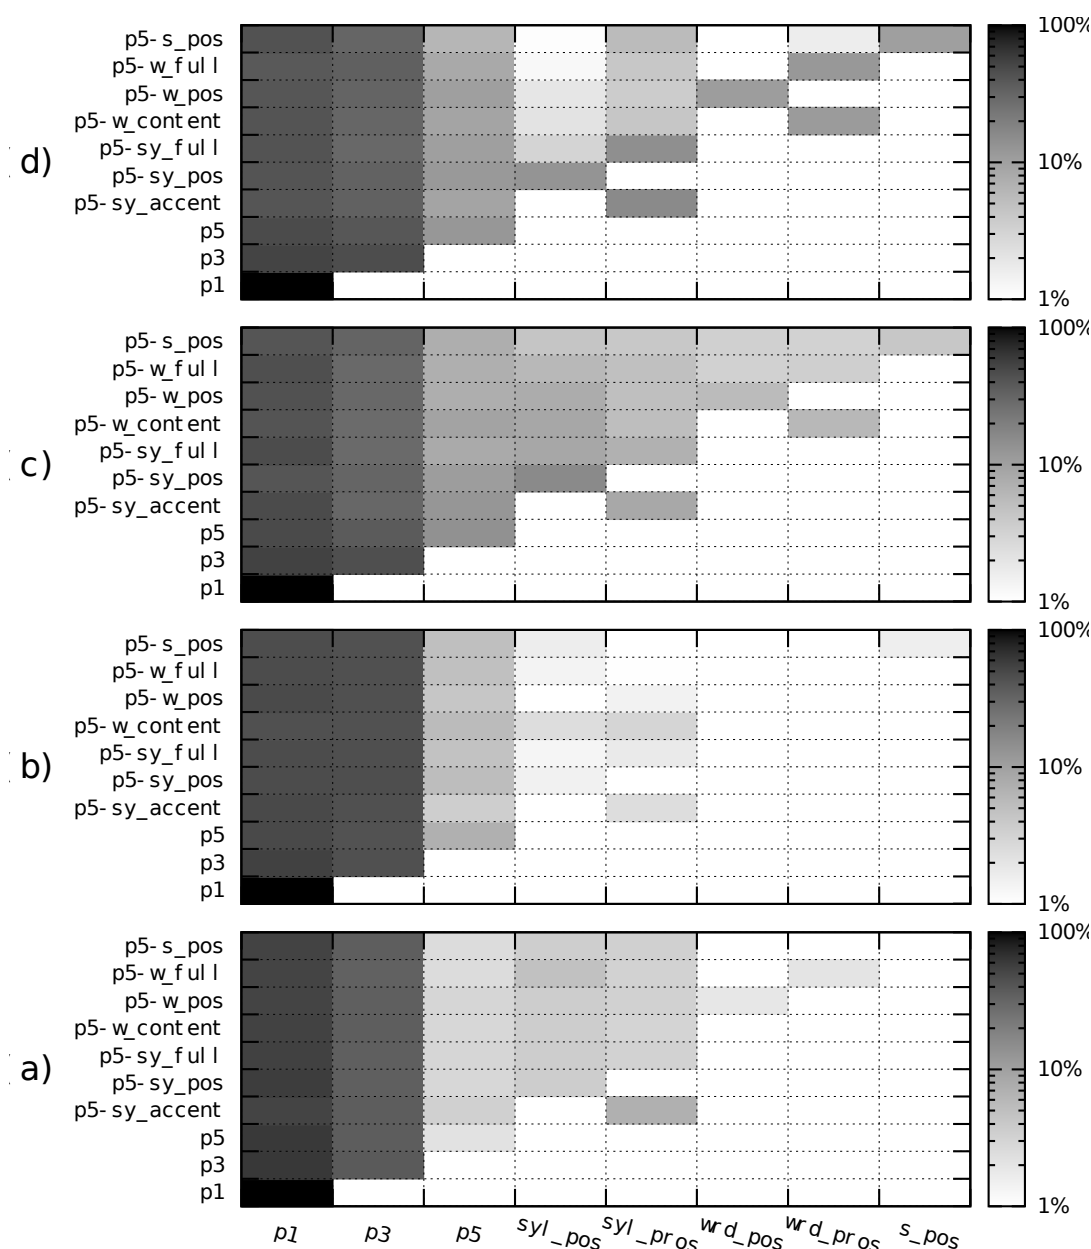 p5-s_pos
p5-w_full
p5-w_pos
p5-w_content
p5-sy_full
p5-sy_pos
p5-sy_accent
p5
p3
p1
d)
100%
10%
1%
p5-s_pos
p5-w_full
p5-w_pos
p5-w_content
p5-sy_full
p5-sy_pos
p5-sy_accent
p5
p3
p1
c)
100%
10%
1%
p5-s_pos
p5-w_full
p5-w_pos
p5-w_content
p5-sy_full
p5-sy_pos
p5-sy_accent
p5
p3
p1
b)
100%
10%
1%
p5-s_pos
p5-w_full
p5-w_pos
p5-w_content
p5-sy_full
p5-sy_pos
p5-sy_accent
p5
p3
p1
a)
100%
10%
1%
p1 p3 p5 syl_pos syl_pros wrd_pos wrd_pros s_pos